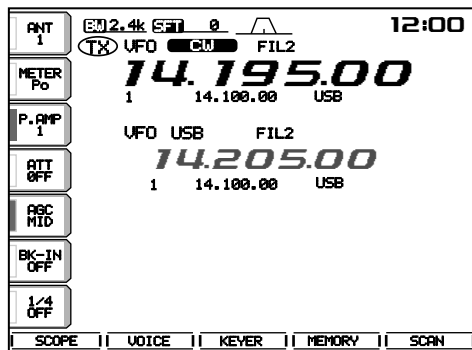 ANT
1
BW 2.4k SFT 0
12:00
TX VFO CW FIL2
METER
Po
14.195.00
1 14.100.00 USB
P.AMP
1
VFO USB FIL2
ATT
OFF
14.205.00
1 14.100.00 USB
AGC
MID
BK-IN
OFF
1/4
OFF
SCOPE VOICE KEYER MEMORY SCAN